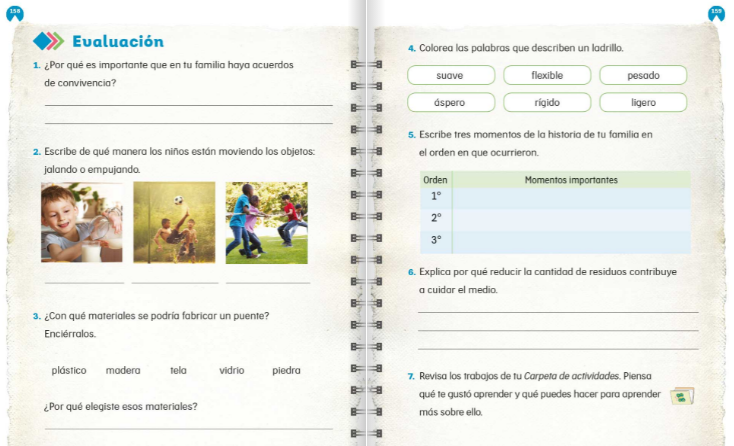 158
Evaluación
1. ¿Por qué es importante que en tu familia haya acuerdos
de convivencia?
2. Escribe de qué manera los niños están moviendo los objetos:
jalando o empujando.
3. ¿Con qué materiales se podría fabricar un puente?
Enciérralos.
plástico madera tela vidrio piedra
¿Por qué elegiste esos materiales?
159
4. Colorea las palabras que describen un ladrillo.
suave flexible pesado
áspero rígido ligero
5. Escribe tres momentos de la historia de tu familia en
el orden en que ocurrieron.
Orden Momentos importantes
1°
2°
3°
6. Explica por qué reducir la cantidad de residuos contribuye
a cuidar el medio.
7. Revisa los trabajos de tu Carpeta de actividades. Piensa
qué te gustó aprender y qué puedes hacer para aprender
más sobre ello.